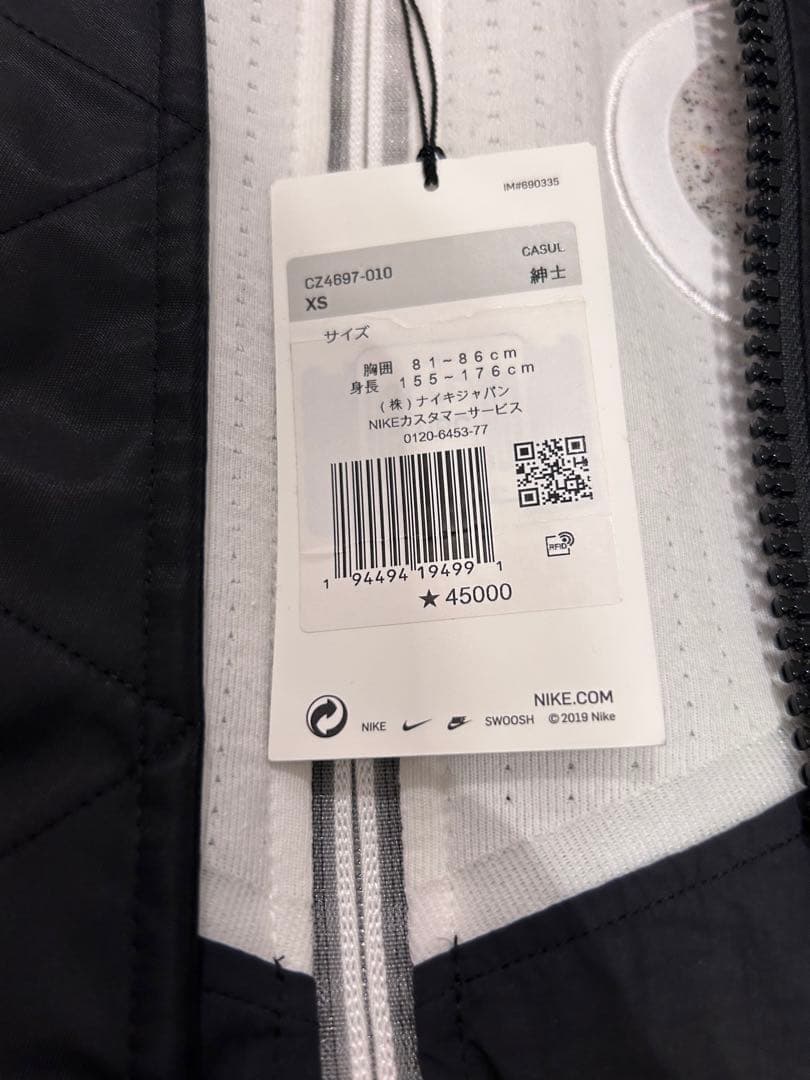 IM#690335
CZ4697-010
CASUL
XS
紳士
サイズ
胸囲 81~86cm
身長 155~176cm
(株)ナイキジャパン
NIKEカスタマーサービス
0120-6453-77
RFID
1 94494 19499 1
★45000
NIKE.COM
NIKE SWOOSH ©2019 Nike